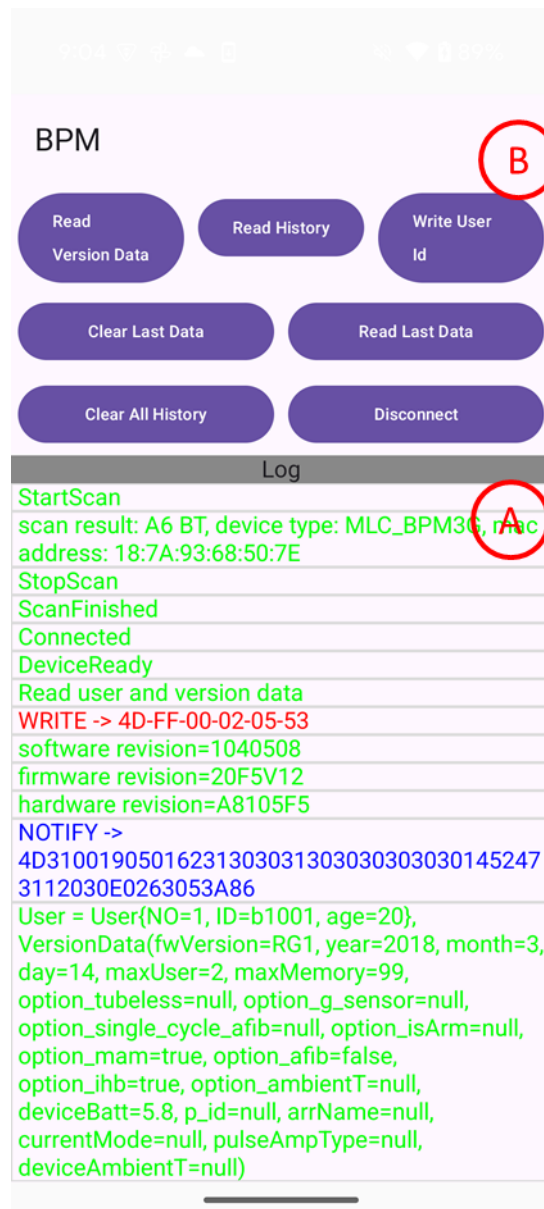 9:04
89%
BPM
B
Read
Version Data
Read History
Write User
Id
Clear Last Data
Read Last Data
Clear All History
Disconnect
Log
StartScan
scan result: A6 BT, device type: MLC_BPM3G, mac
address: 18:7A:93:68:50:7E
A
StopScan
ScanFinished
Connected
DeviceReady
Read user and version data
WRITE -> 4D-FF-00-02-05-53
software revision=1040508
firmware revision=20F5V12
hardware revision=A8105F5
NOTIFY ->
4D31001905016231303031303030303030145247
3112030E0263053A86
User = User{NO=1, ID=b1001, age=20},
VersionData(fwVersion=RG1, year=2018, month=3,
day=14, maxUser=2, maxMemory=99,
option_tubeless=null, option_g_sensor=null,
option_single_cycle_afib=null, option_isArm=null,
option_mam=true, option_afib=false,
option_ihb=true, option_ambientT=null,
deviceBatt=5.8, p_id=null, arrName=null,
currentMode=null, pulseAmpType=null,
deviceAmbientT=null)